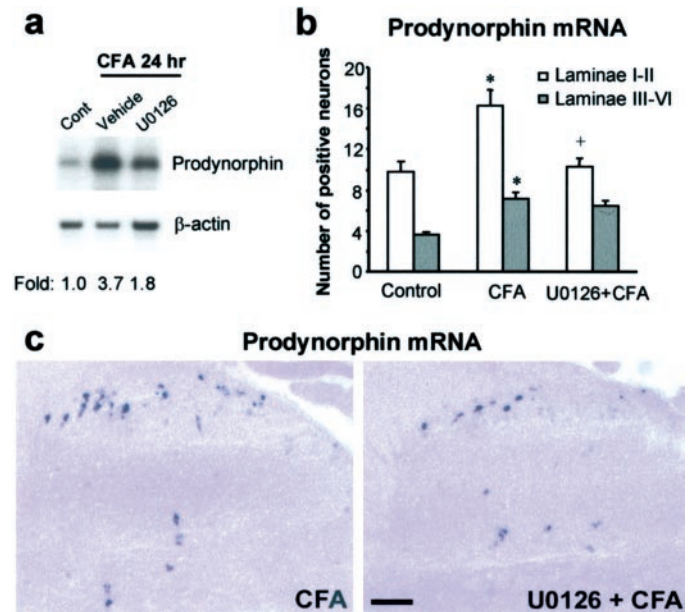 a
CFA 24 hr
Cont Vehicle U0126
Prodynorphin
β-actin
Fold: 1.0 3.7 1.8
b
Prodynorphin mRNA
Number of positive neurons
20
16
12
8
4
0
Laminae I-II
Laminae III-VI
*
*
+
Control CFA U0126+CFA
c
Prodynorphin mRNA
CFA
U0126 + CFA